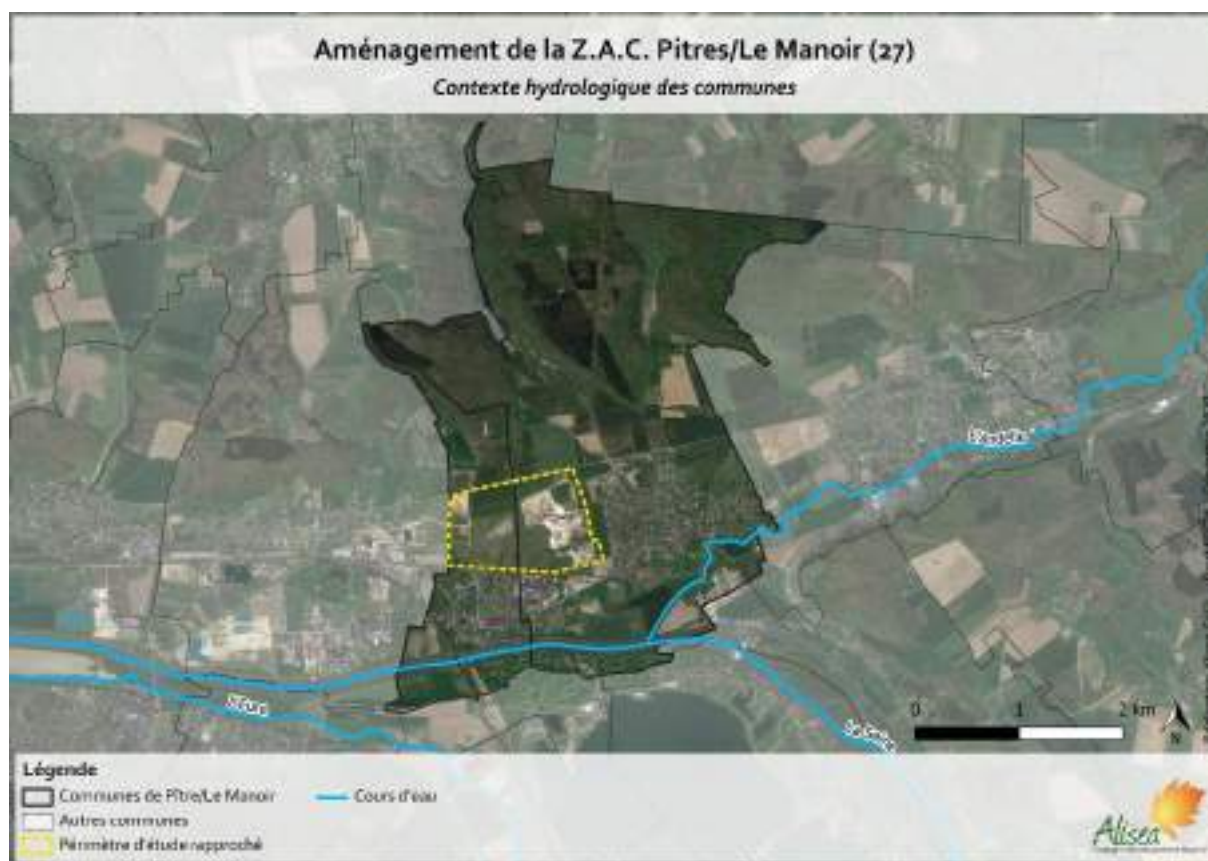 Aménagement de la Z.A.C. Pitres/Le Manoir (27)
Contexte hydrologique des communes
L'Andelle
L'Eure
La Seine
0 1 2 km
N
Légende
Communes de Pître/Le Manoir
Cours d'eau
Autres communes
Périmètre d'étude rapproché
Alisea